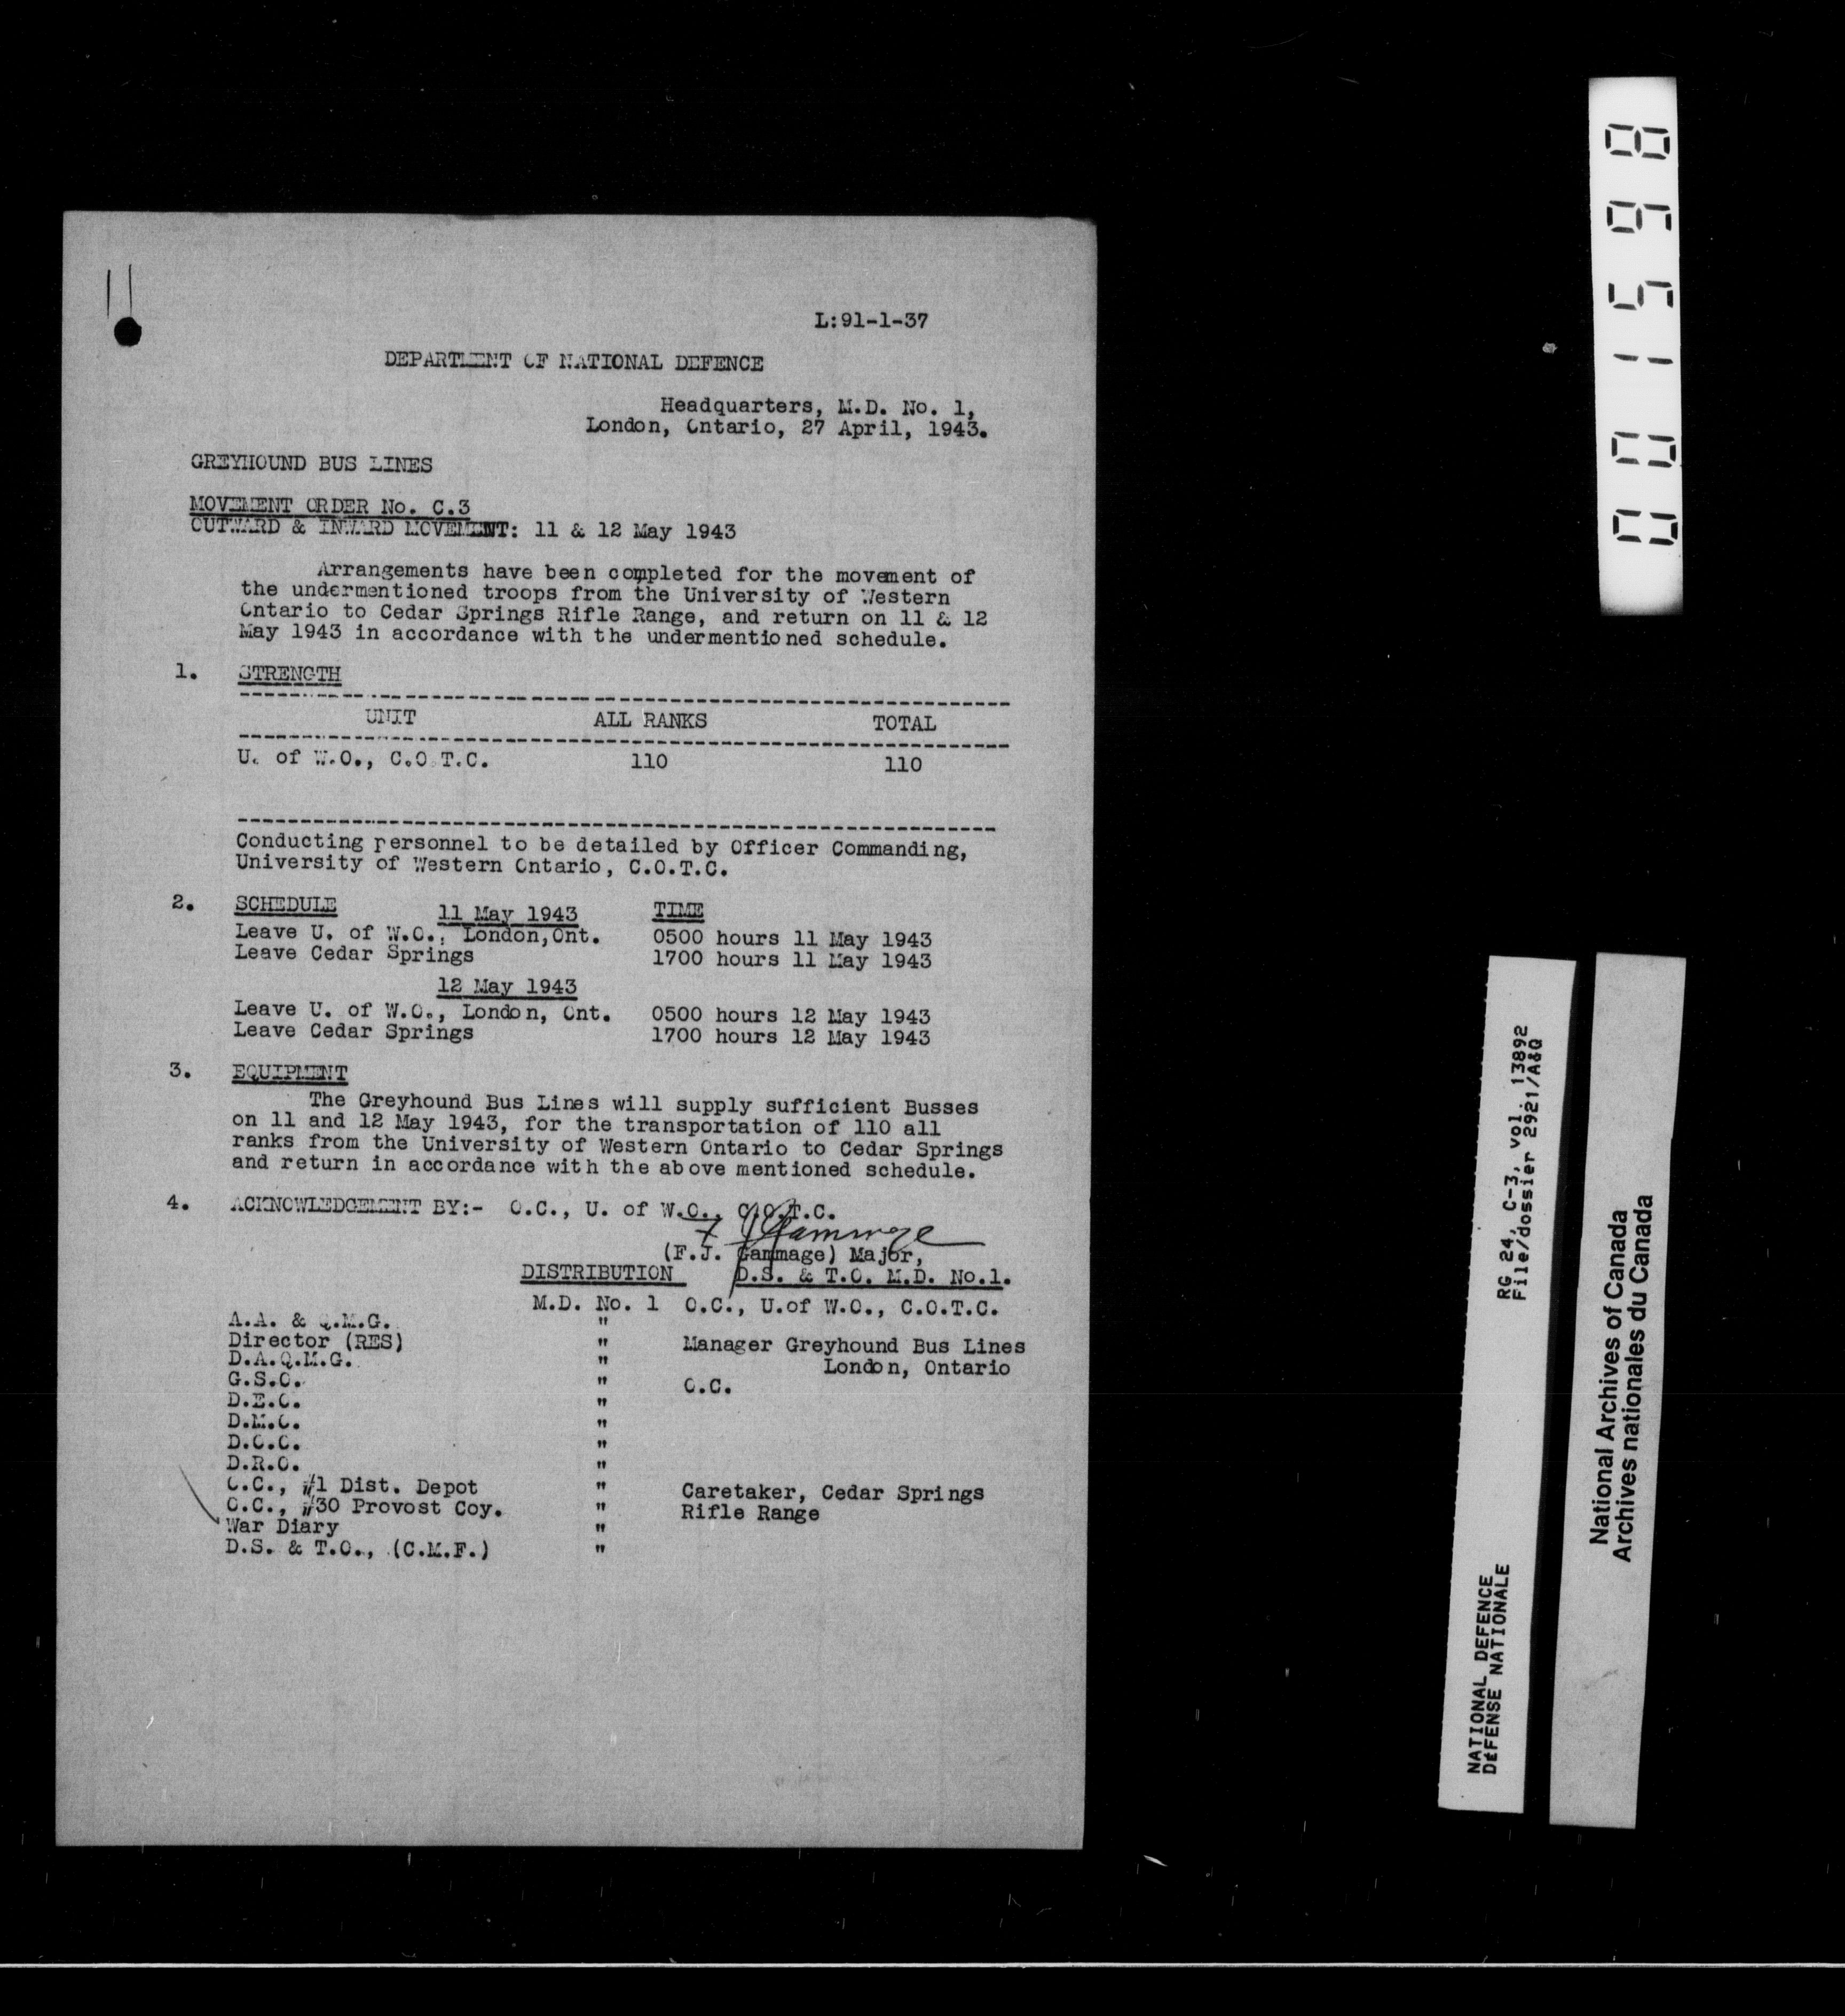 L:91-1-37
DEPARTMENT OF NATIONAL DEFENCE
Headquarters, M.D. No. 1,
London, Ontario, 27 April, 1943.
GREYHOUND BUS LINES
MOVEMENT ORDER No. C.3
OUTWARD & INWARD MOVEMENT: 11 & 12 May 1943
Arrangements have been completed for the movement of
the undermentioned troops from the University of Western
Ontario to Cedar Springs Rifle Range, and return on 11 & 12
May 1943 in accordance with the undermentioned schedule.
1. STRENGTH
UNIT ALL RANKS TOTAL
U. of W.O., C.O.T.C. 110 110
Conducting personnel to be detailed by Officer Commanding,
University of Western Ontario, C.O.T.C.
2. SCHEDULE 11 May 1943 TIME
Leave U. of W.O., London,Ont. 0500 hours 11 May 1943
Leave Cedar Springs 1700 hours 11 May 1943
12 May 1943
Leave U. of W.O., London, Ont. 0500 hours 12 May 1943
Leave Cedar Springs 1700 hours 12 May 1943
3. EQUIPMENT
The Greyhound Bus Lines will supply sufficient Busses
on 11 and 12 May 1943, for the transportation of 110 all
ranks from the University of Western Ontario to Cedar Springs
and return in accordance with the above mentioned schedule.
4. ACKNOWLEDGEMENT BY:- O.C., U. of W.O., C.O.T.C.
F J Gammage
(F.J. Gammage) Major,
DISTRIBUTION D.S. & T.O. M.D. No.1.
M.D. No. 1 O.C., U.of W.O., C.O.T.C.
A.A. & Q.M.G. "
Director (RES) " Manager Greyhound Bus Lines
D.A.Q.M.G. " London, Ontario
G.S.O. " O.C.
D.E.O. "
D.M.O. "
D.O.C. "
D.R.O. "
O.C., #1 Dist. Depot " Caretaker, Cedar Springs
O.C., #30 Provost Coy. " Rifle Range
War Diary "
D.S. & T.O., (C.M.F.) "
001598
RG 24, C-3, vol. 13892
File/dossier 2921/A&Q
NATIONAL DEFENCE
DÉFENSE NATIONALE
National Archives of Canada
Archives nationales du Canada